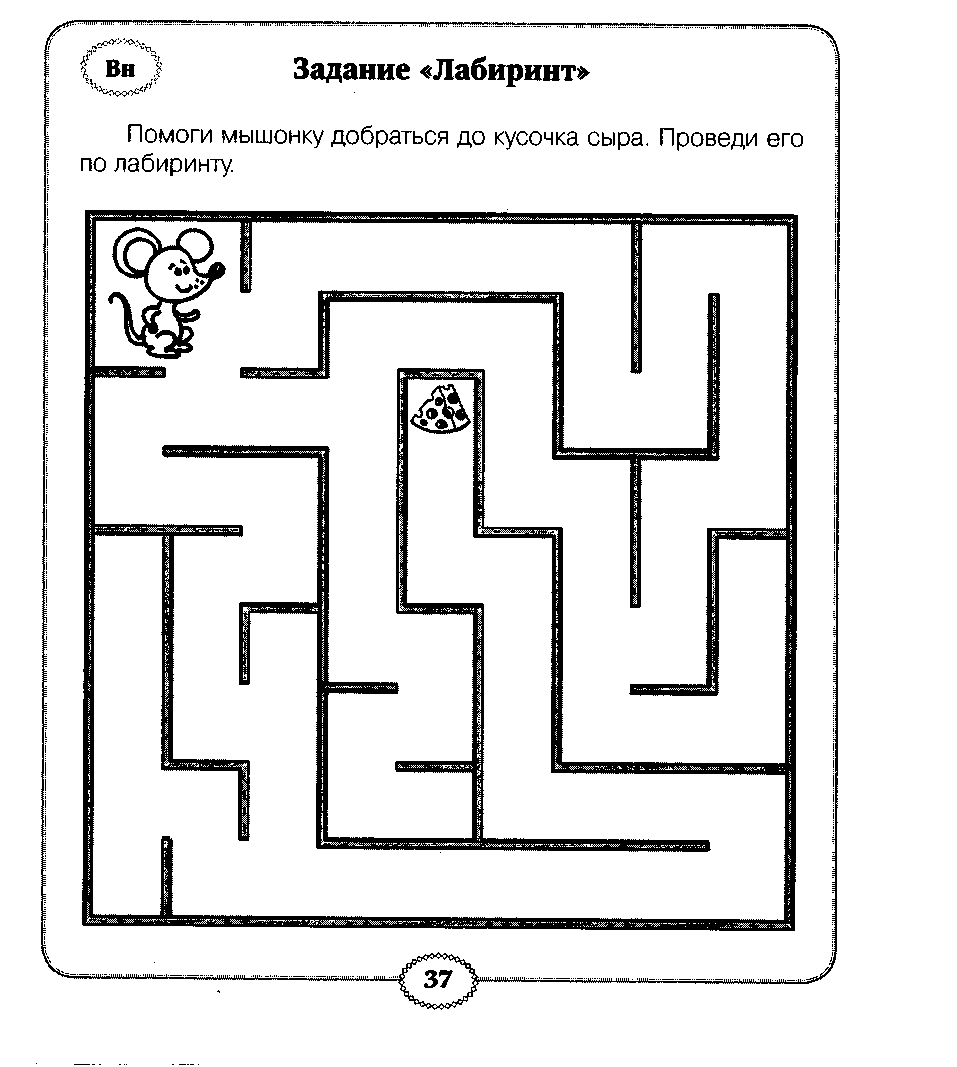 Вн
Задание «Лабиринт»
Помоги мышонку добраться до кусочка сыра. Проведи его
по лабиринту.
37